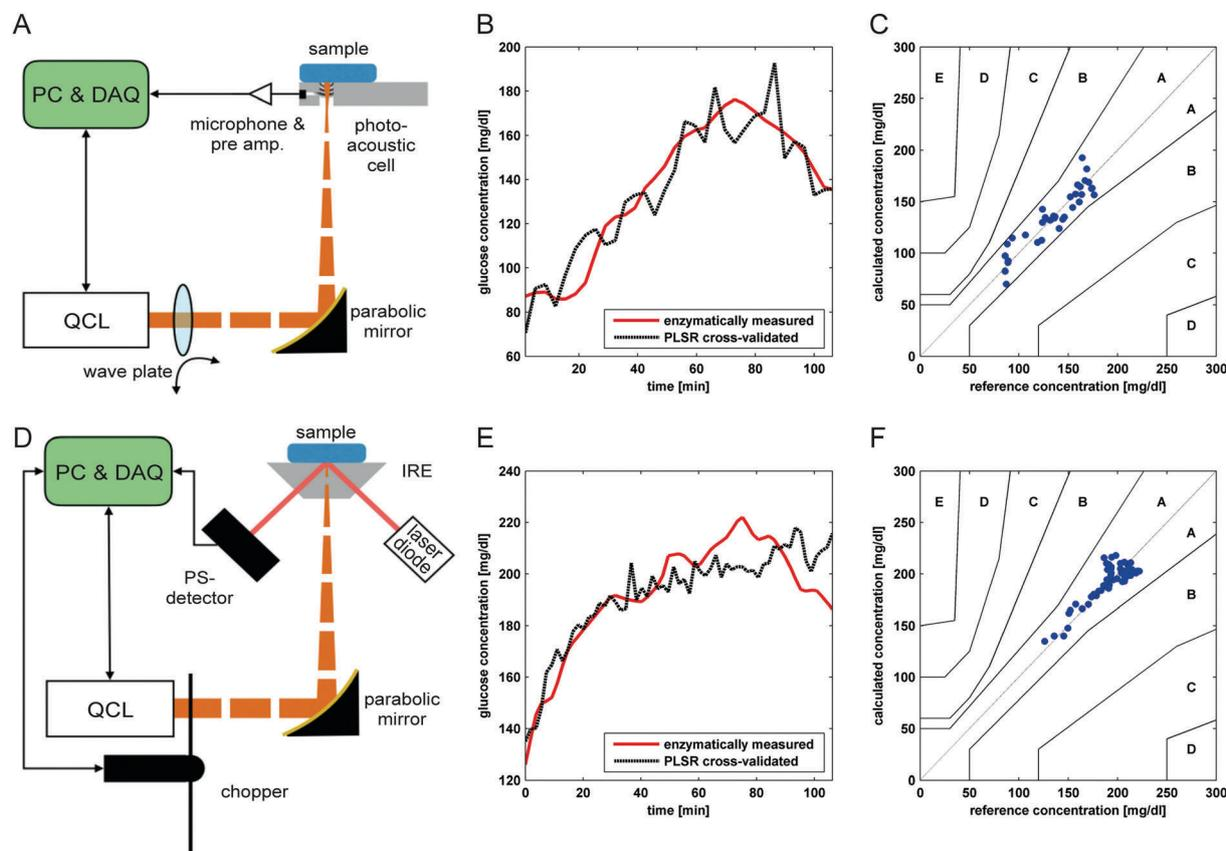 A
sample
PC & DAQ
microphone &
pre amp.
photo-
acoustic
cell
QCL
parabolic
mirror
wave plate
B
200
180
160
140
120
100
80
60
glucose concentration [mg/dl]
enzymatically measured
PLSR cross-validated
20
40
60
80
100
time [min]
C
300
250
200
150
100
50
0
calculated concentration [mg/dl]
E
D
C
B
A
A
B
C
D
0
50
100
150
200
250
300
reference concentration [mg/dl]
D
sample
PC & DAQ
IRE
laser
diode
PS-
detector
QCL
parabolic
mirror
chopper
E
240
220
200
180
160
140
120
glucose concentration [mg/dl]
enzymatically measured
PLSR cross-validated
0
20
40
60
80
100
time [min]
F
300
250
200
150
100
50
0
calculated concentration [mg/dl]
E
D
C
B
A
A
B
C
D
0
50
100
150
200
250
300
reference concentration [mg/dl]